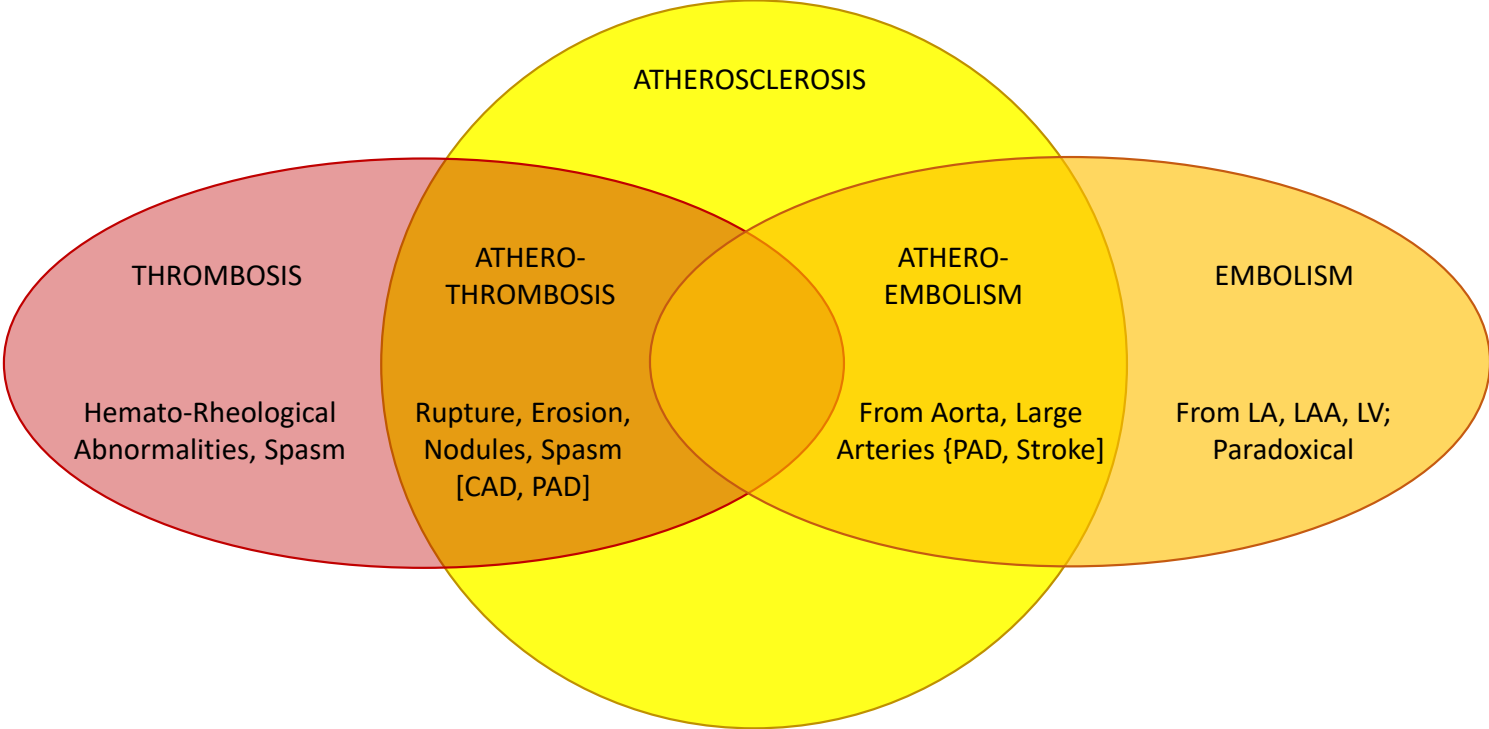 ATHEROSCLEROSIS
THROMBOSIS
ATHERO-
THROMBOSIS
ATHERO-
EMBOLISM
EMBOLISM
Hemato-Rheological
Abnormalities, Spasm
Rupture, Erosion,
Nodules, Spasm
[CAD, PAD]
From Aorta, Large
Arteries {PAD, Stroke]
From LA, LAA, LV;
Paradoxical